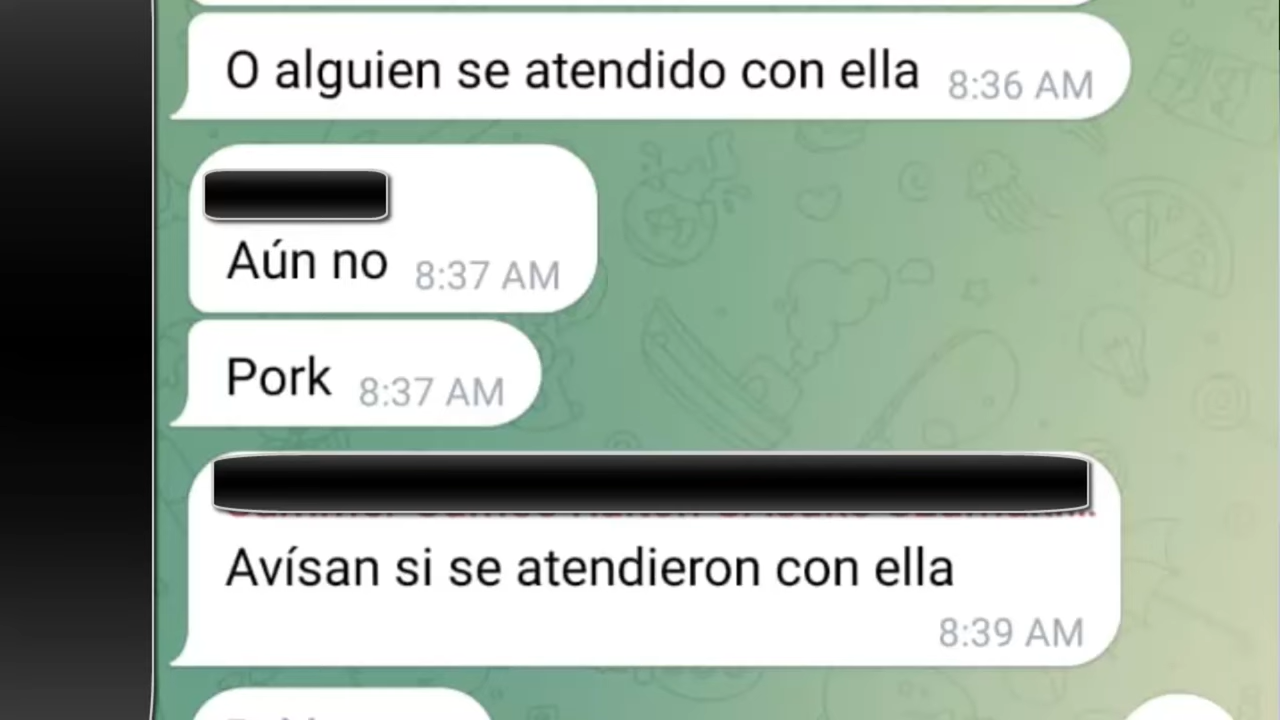 O alguien se atendido con ella 8:36 AM
Aún no 8:37 AM
Pork 8:37 AM
Avísan si se atendieron con ella
8:39 AM